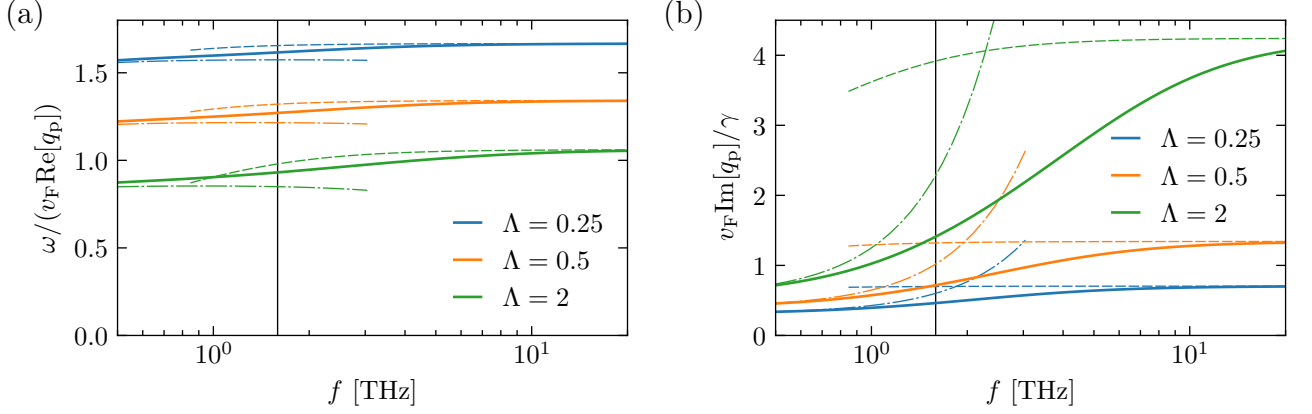 (a)
ω/(v_F Re[q_p])
1.5
1.0
0.5
0.0
10^0
10^1
f [THz]
Λ = 0.25
Λ = 0.5
Λ = 2
(b)
v_F Im[q_p]/γ
4
3
2
1
0
10^0
10^1
f [THz]
Λ = 0.25
Λ = 0.5
Λ = 2